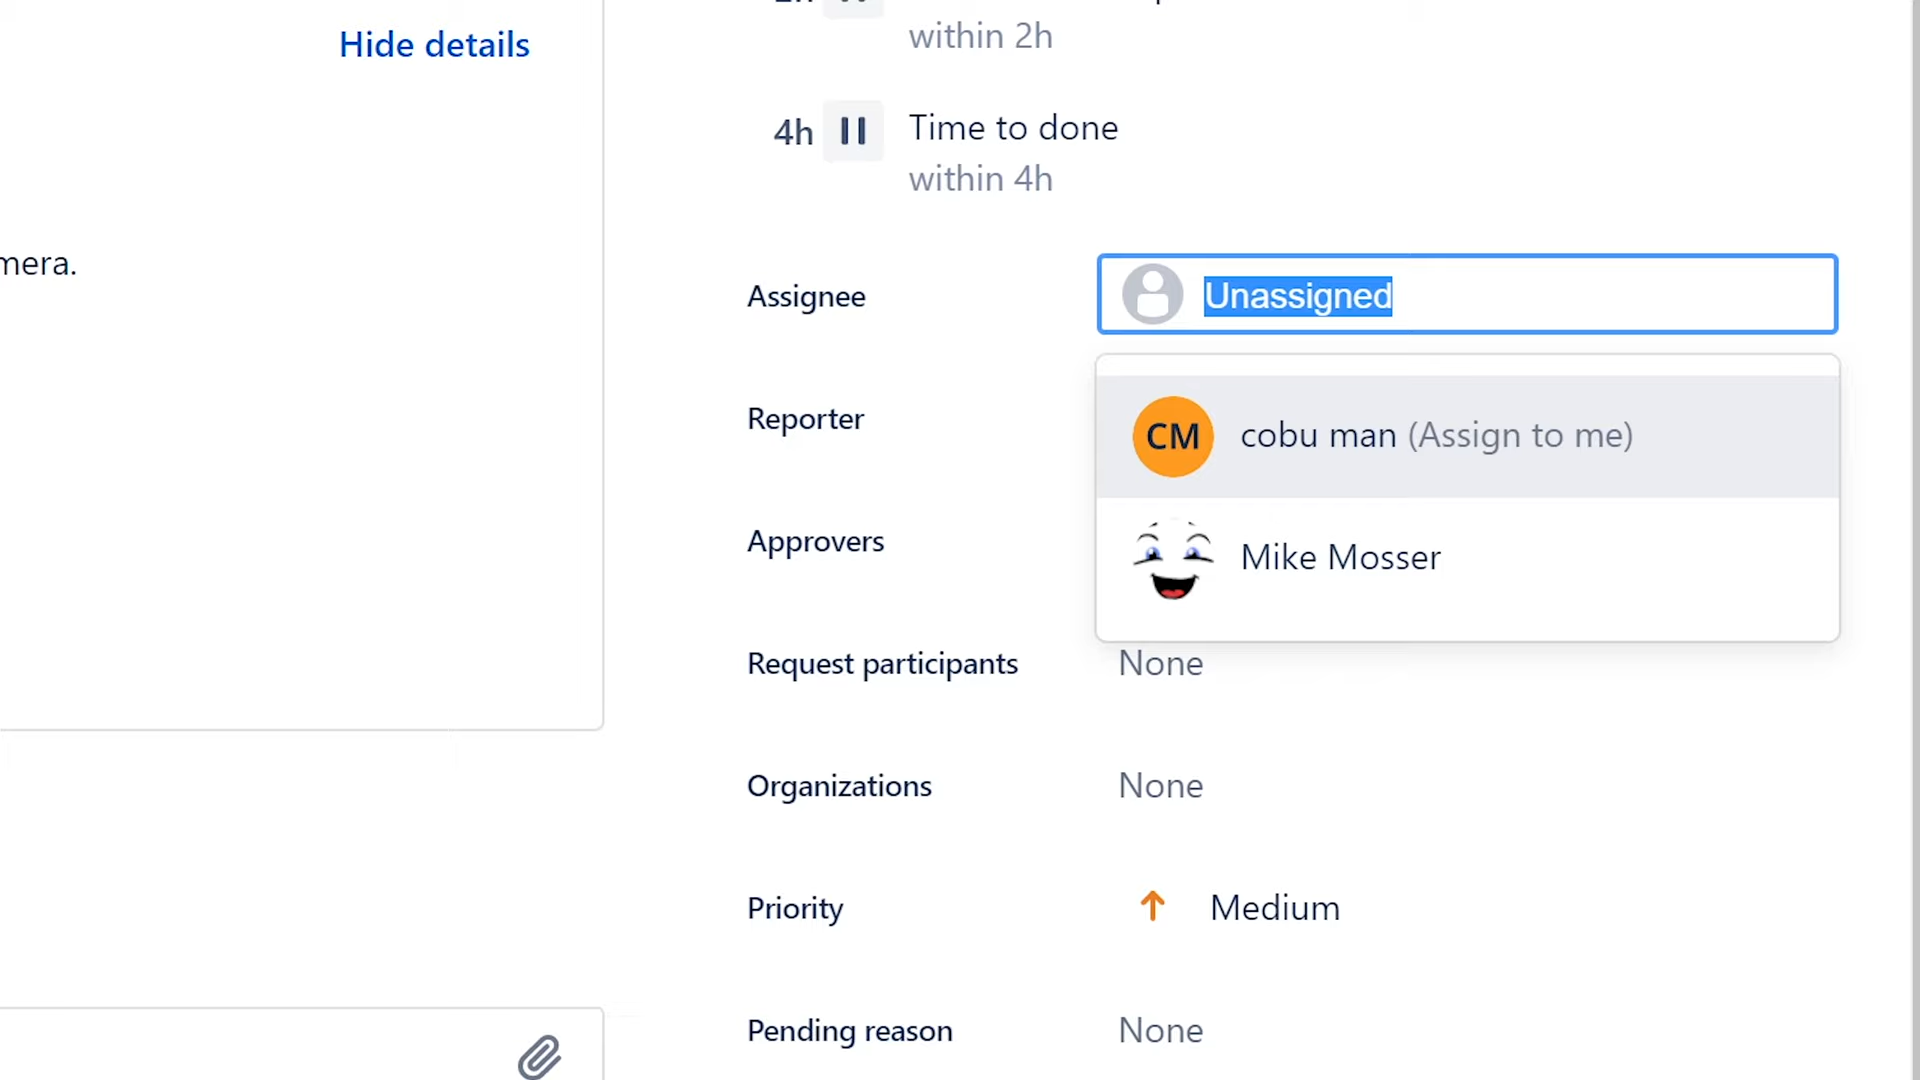 Hide details
within 2h
4h
Time to done
within 4h
mera.
Assignee
Unassigned
CM
cobu man (Assign to me)
Reporter
Approvers
Mike Mosser
Request participants
None
Organizations
None
Priority
Medium
Pending reason
None